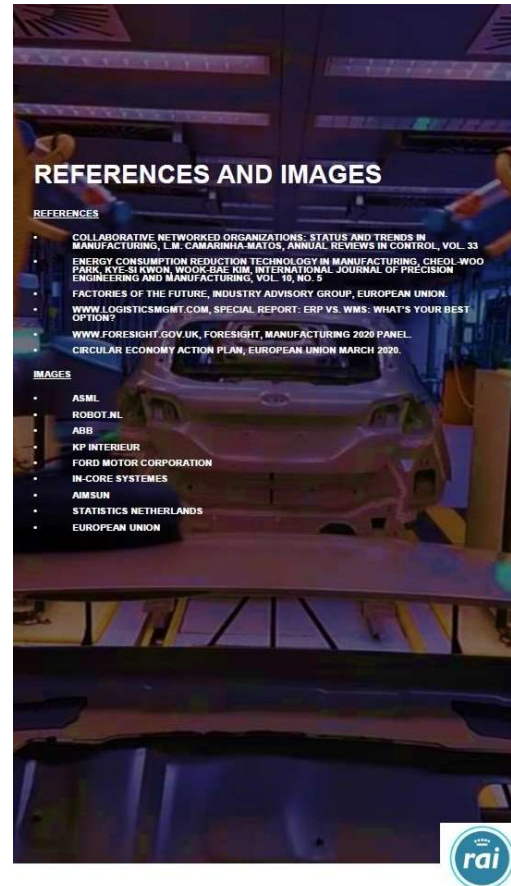 REFERENCES AND IMAGES
REFERENCES
• COLLABORATIVE NETWORKED ORGANIZATIONS: STATUS AND TRENDS IN
MANUFACTURING, L.M. CAMARINHA-MATOS, ANNUAL REVIEWS IN CONTROL, VOL. 33
• ENERGY CONSUMPTION REDUCTION TECHNOLOGY IN MANUFACTURING, CHEOL-WOO
PARK, KYE-SI KWON, WOOK-BAE KIM, INTERNATIONAL JOURNAL OF PRECISION
ENGINEERING AND MANUFACTURING, VOL. 10, NO. 5
• FACTORIES OF THE FUTURE, INDUSTRY ADVISORY GROUP, EUROPEAN UNION.
• WWW.LOGISTICSMGMT.COM, SPECIAL REPORT: ERP VS. WMS: WHAT'S YOUR BEST
OPTION?
• WWW.FORESIGHT.GOV.UK, FORESIGHT, MANUFACTURING 2020 PANEL.
• CIRCULAR ECONOMY ACTION PLAN, EUROPEAN UNION MARCH 2020.
IMAGES
• ASML
• ROBOT.NL
• ABB
• KP INTERIEUR
• FORD MOTOR CORPORATION
• IN-CORE SYSTEMES
• AIMSUN
• STATISTICS NETHERLANDS
• EUROPEAN UNION
rai